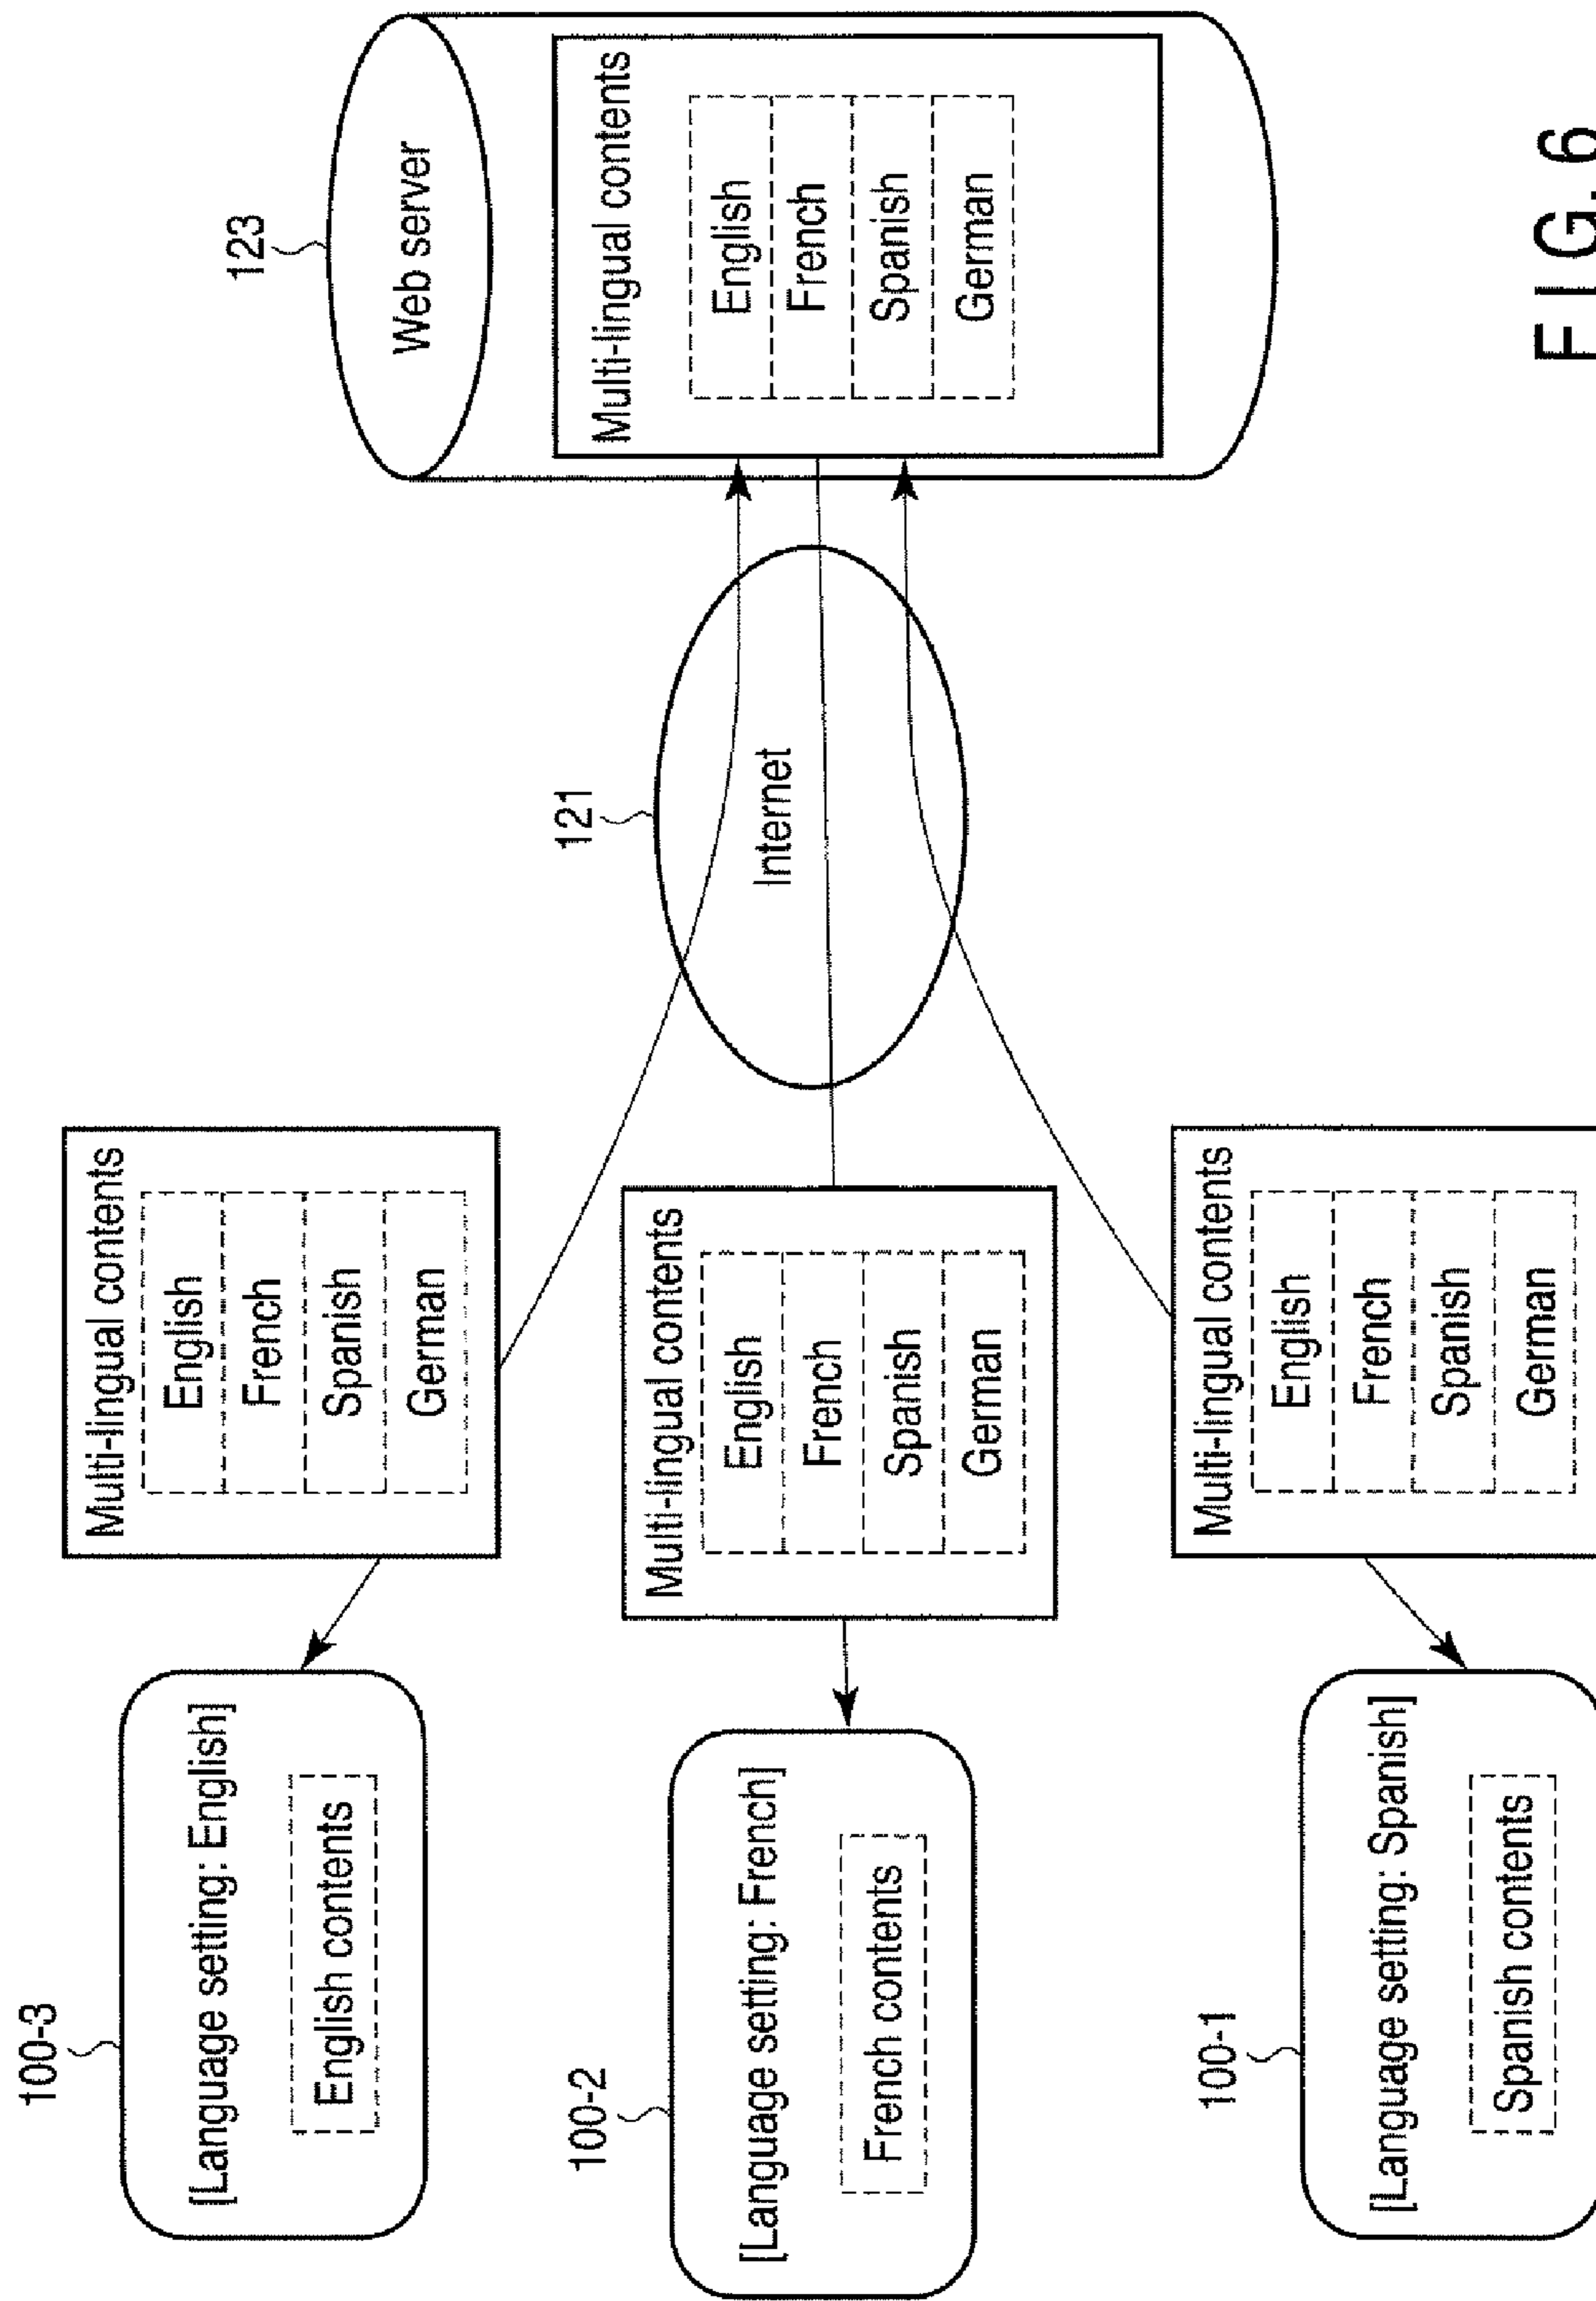 100-3
[Language setting: English]
English contents
Multi-lingual contents
English
French
Spanish
German
100-2
[Language setting: French]
French contents
Multi-lingual contents
English
French
Spanish
German
121
Internet
123
Web server
Multi-lingual contents
English
French
Spanish
German
100-1
[Language setting: Spanish]
Spanish contents
Multi-lingual contents
English
French
Spanish
German
FIG. 6